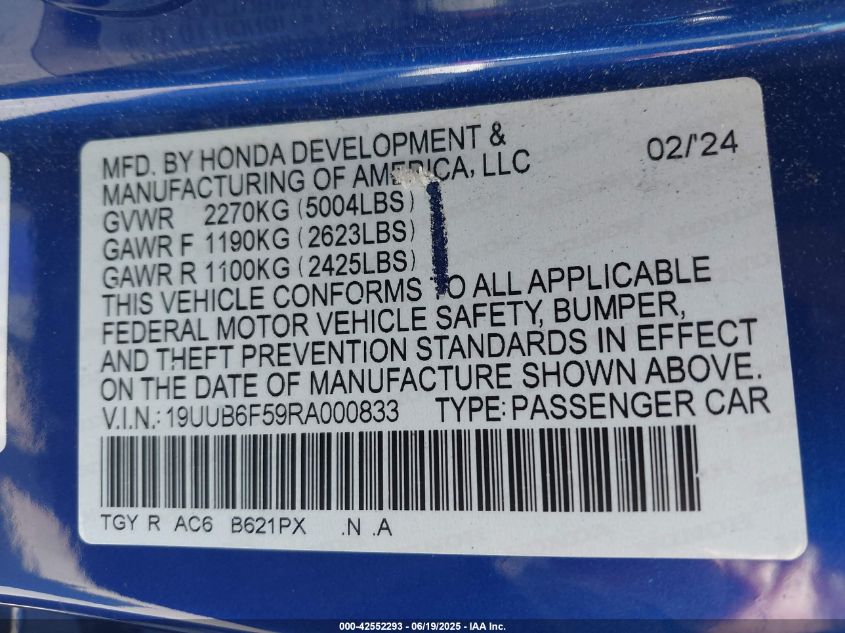 MFD. BY HONDA DEVELOPMENT & 02/'24
MANUFACTURING OF AMERICA, LLC
GVWR 2270KG (5004LBS)
GAWR F 1190KG (2623LBS)
GAWR R 1100KG (2425LBS)
THIS VEHICLE CONFORMS TO ALL APPLICABLE
FEDERAL MOTOR VEHICLE SAFETY, BUMPER,
AND THEFT PREVENTION STANDARDS IN EFFECT
ON THE DATE OF MANUFACTURE SHOWN ABOVE.
V.I.N.: 19UUB6F59RA000833 TYPE: PASSENGER CAR
TGY R AC6 B621PX .N .A
000-42552293 - 06/19/2025 - IAA Inc.